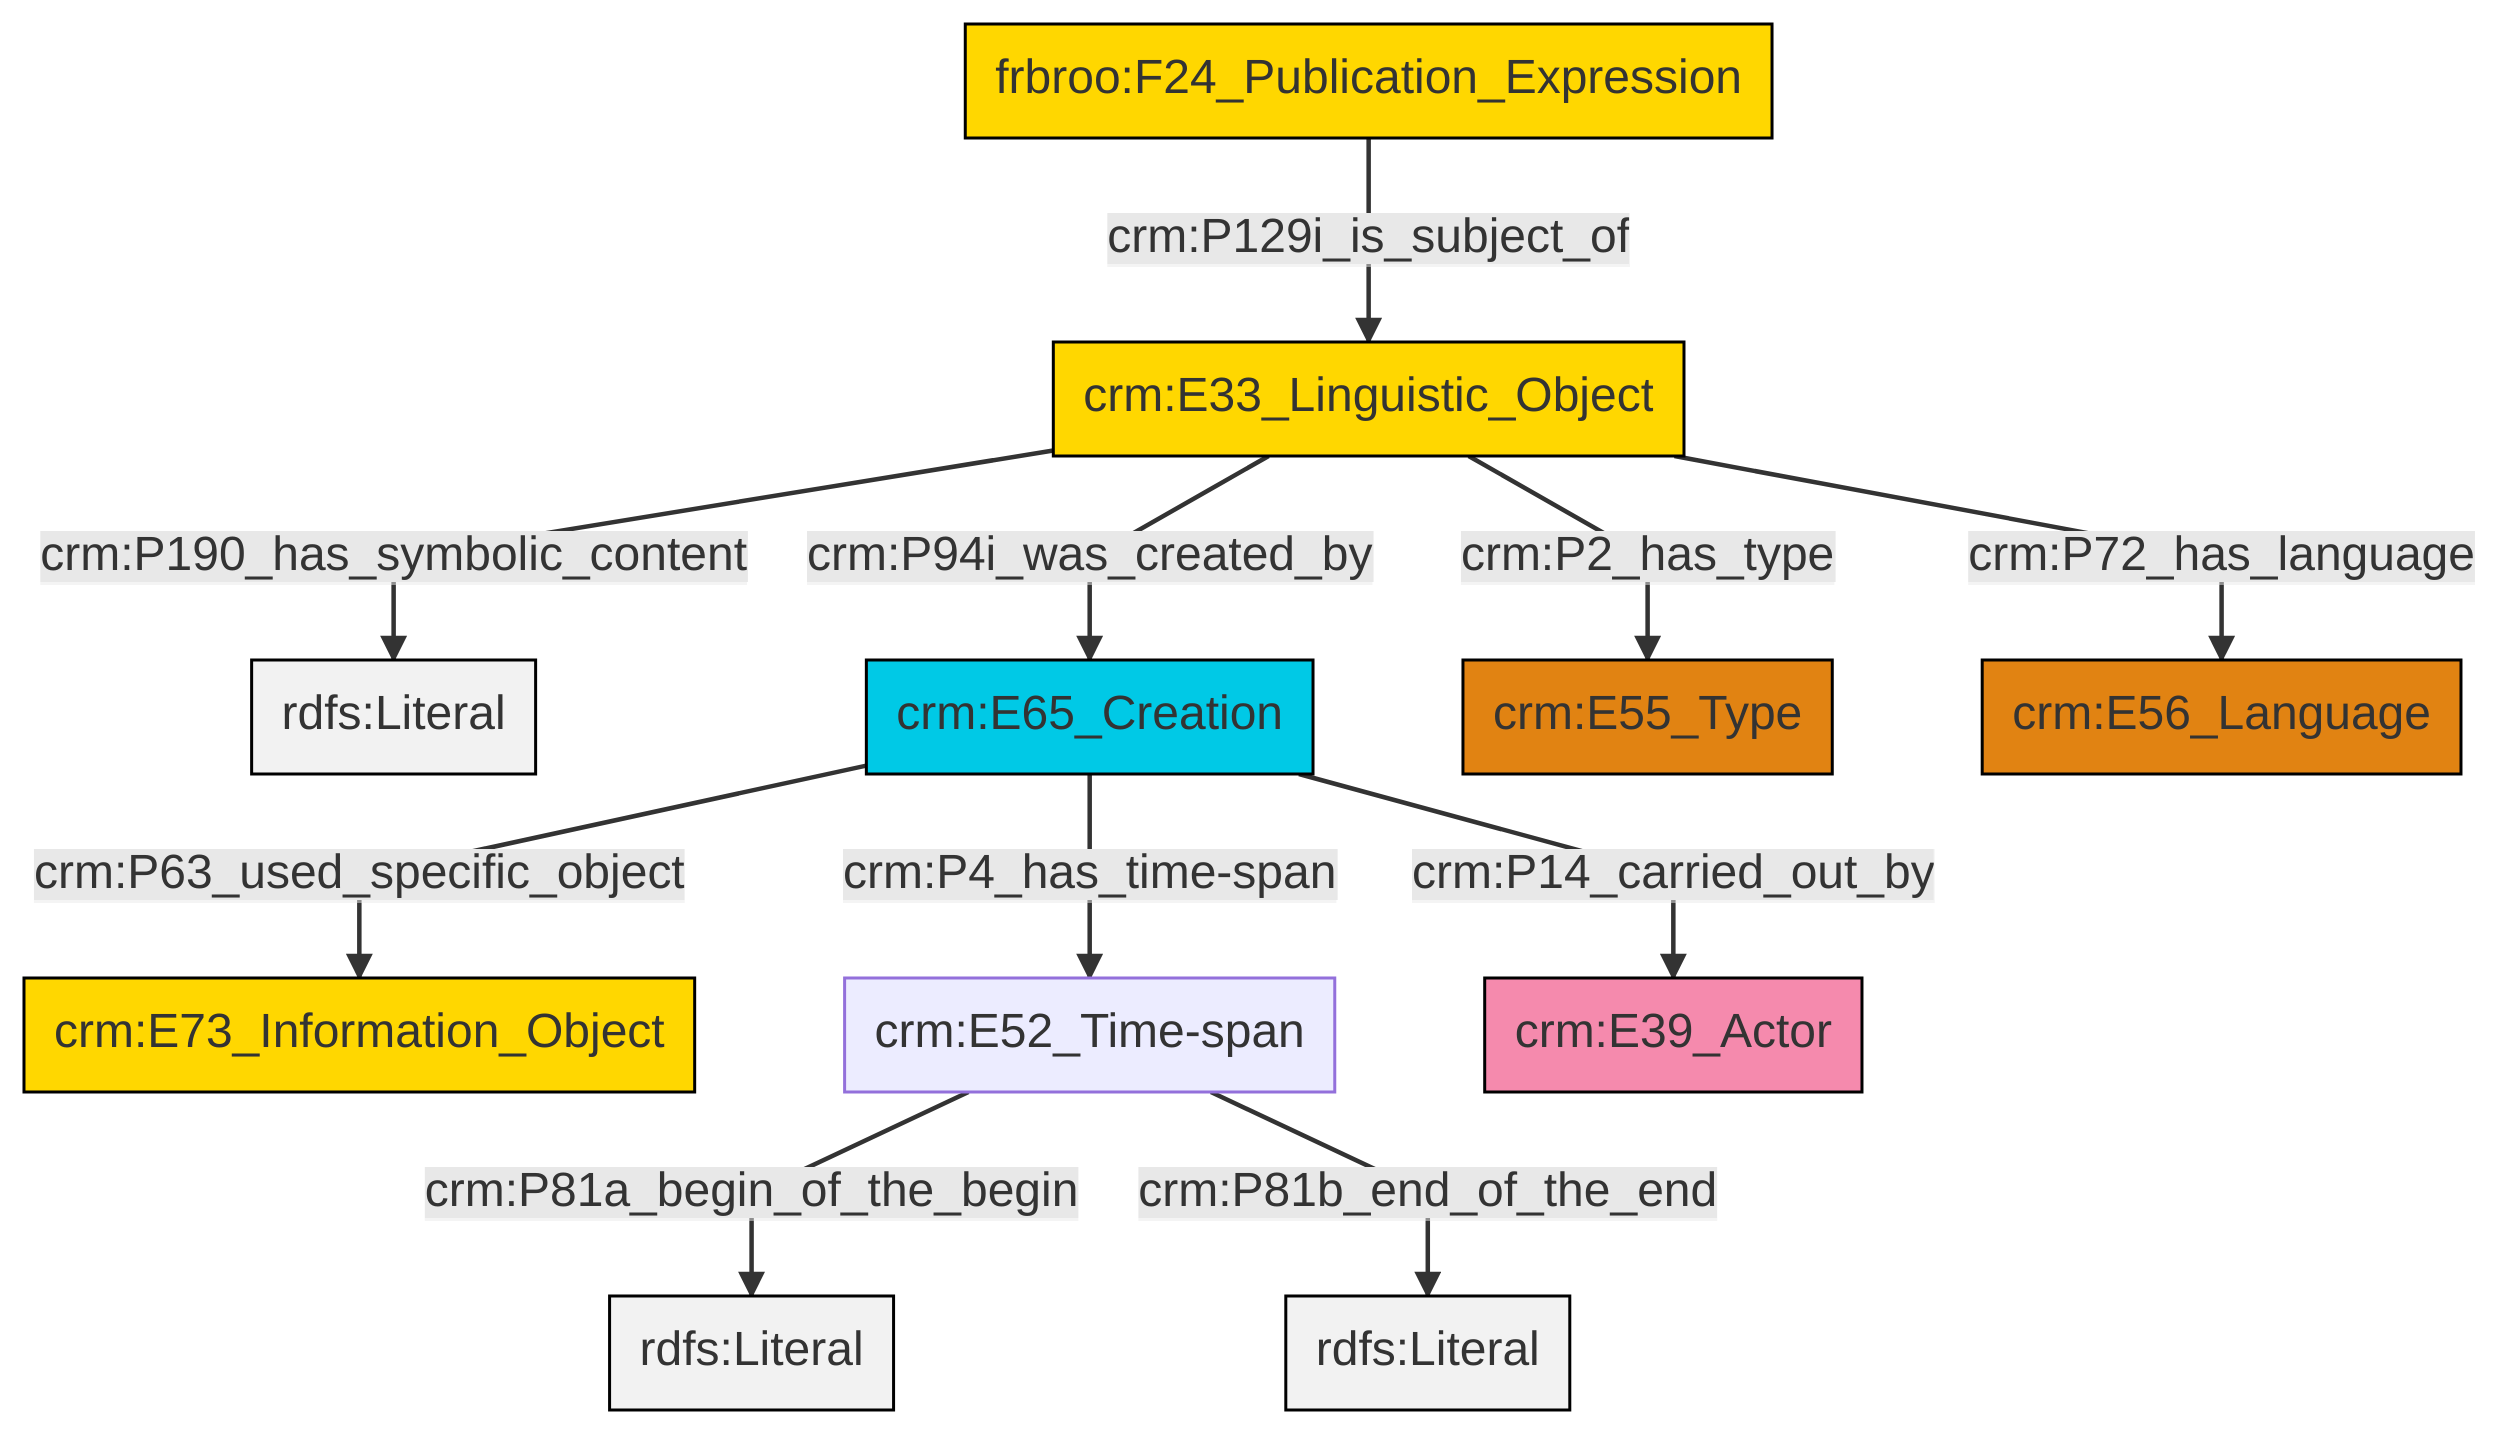 frbroo:F24_Publication_Expression
crm:P129i_is_subject_of
crm:E33_Linguistic_Object
crm:P190_has_symbolic_content
crm:P94i_was_created_by
crm:P2_has_type
crm:P72_has_language
rdfs:Literal
crm:E65_Creation
crm:E55_Type
crm:E56_Language
crm:P63_used_specific_object
crm:P4_has_time-span
crm:P14_carried_out_by
crm:E73_Information_Object
crm:E52_Time-span
crm:E39_Actor
crm:P81a_begin_of_the_begin
crm:P81b_end_of_the_end
rdfs:Literal
rdfs:Literal